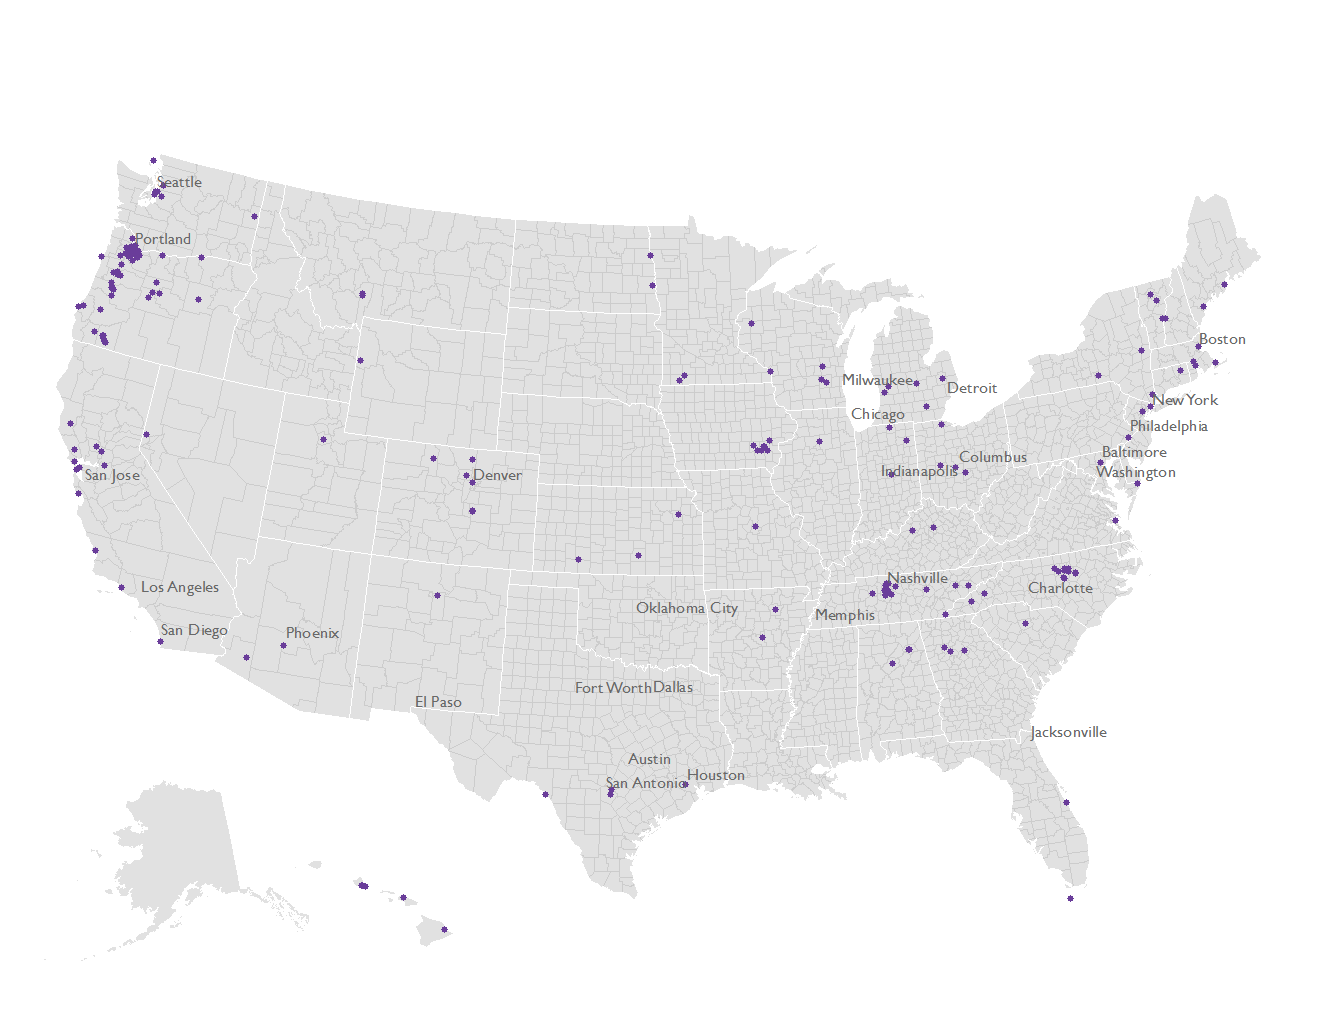 Seattle
Portland
Boston
Milwaukee
Detroit
New York
Chicago
Philadelphia
Baltimore
Columbus
Indianapolis
Washington
San Jose
Denver
Nashville
Los Angeles
Charlotte
Oklahoma City
Memphis
San Diego
Phoenix
Fort Worth
Dallas
El Paso
Jacksonville
Austin
Houston
San Antonio